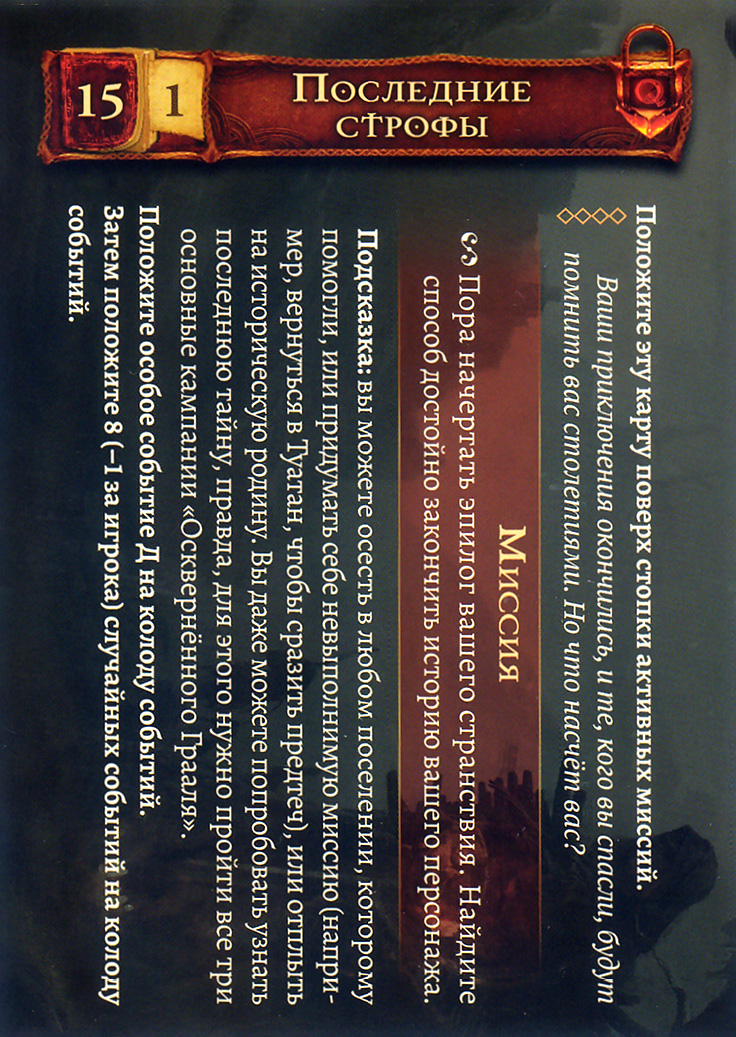 15
1
Последние
строфы
Q
Положите эту карту поверх стопки активных миссий.
Ваши приключения окончились, и те, кого вы спасли, будут
помнить вас столетиями. Но что насчёт вас?
Миссия
Пора начертать эпилог вашего странствия. Найдите
способ достойно закончить историю вашего персонажа.
Подсказка: вы можете осесть в любом поселении, которому
помогли, или придумать себе невыполнимую миссию (напри-
мер, вернуться в Туатан, чтобы сразить предтеч), или отплыть
на историческую родину. Вы даже можете попробовать узнать
последнюю тайну, правда, для этого нужно пройти все три
основные кампании «Осквернённого Грааля».
Положите особое событие Д на колоду событий.
Затем положите 8 (–1 за игрока) случайных событий на колоду
событий.